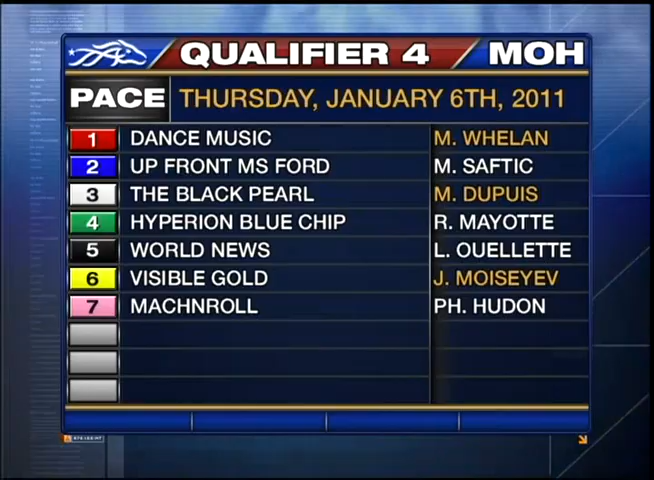 QUALIFIER 4 MOH
PACE THURSDAY, JANUARY 6TH, 2011
1 DANCE MUSIC M. WHELAN
2 UP FRONT MS FORD M. SAFTIC
3 THE BLACK PEARL M. DUPUIS
4 HYPERION BLUE CHIP R. MAYOTTE
5 WORLD NEWS L. OUELLETTE
6 VISIBLE GOLD J. MOISEYEV
7 MACHNROLL PH. HUDON